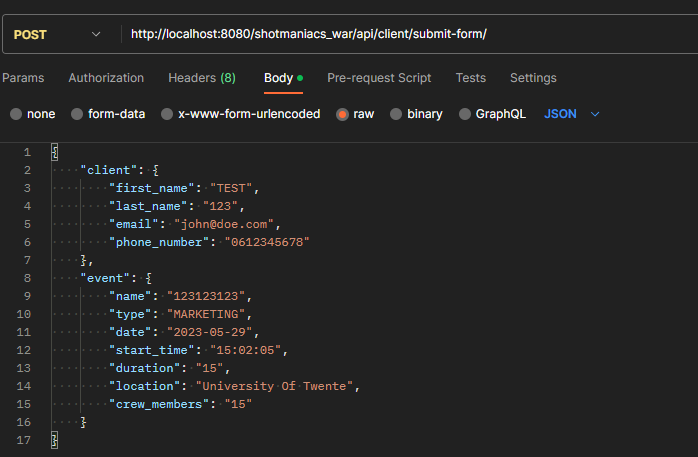 POST http://localhost:8080/shotmaniacs_war/api/client/submit-form/
Params Authorization Headers (8) Body Pre-request Script Tests Settings
none form-data x-www-form-urlencoded raw binary GraphQL JSON
1 {
2 "client": {
3 "first_name": "TEST",
4 "last_name": "123",
5 "email": "john@doe.com",
6 "phone_number": "0612345678"
7 },
8 "event": {
9 "name": "123123123",
10 "type": "MARKETING",
11 "date": "2023-05-29",
12 "start_time": "15:02:05",
13 "duration": "15",
14 "location": "University Of Twente",
15 "crew_members": "15"
16 }
17 }